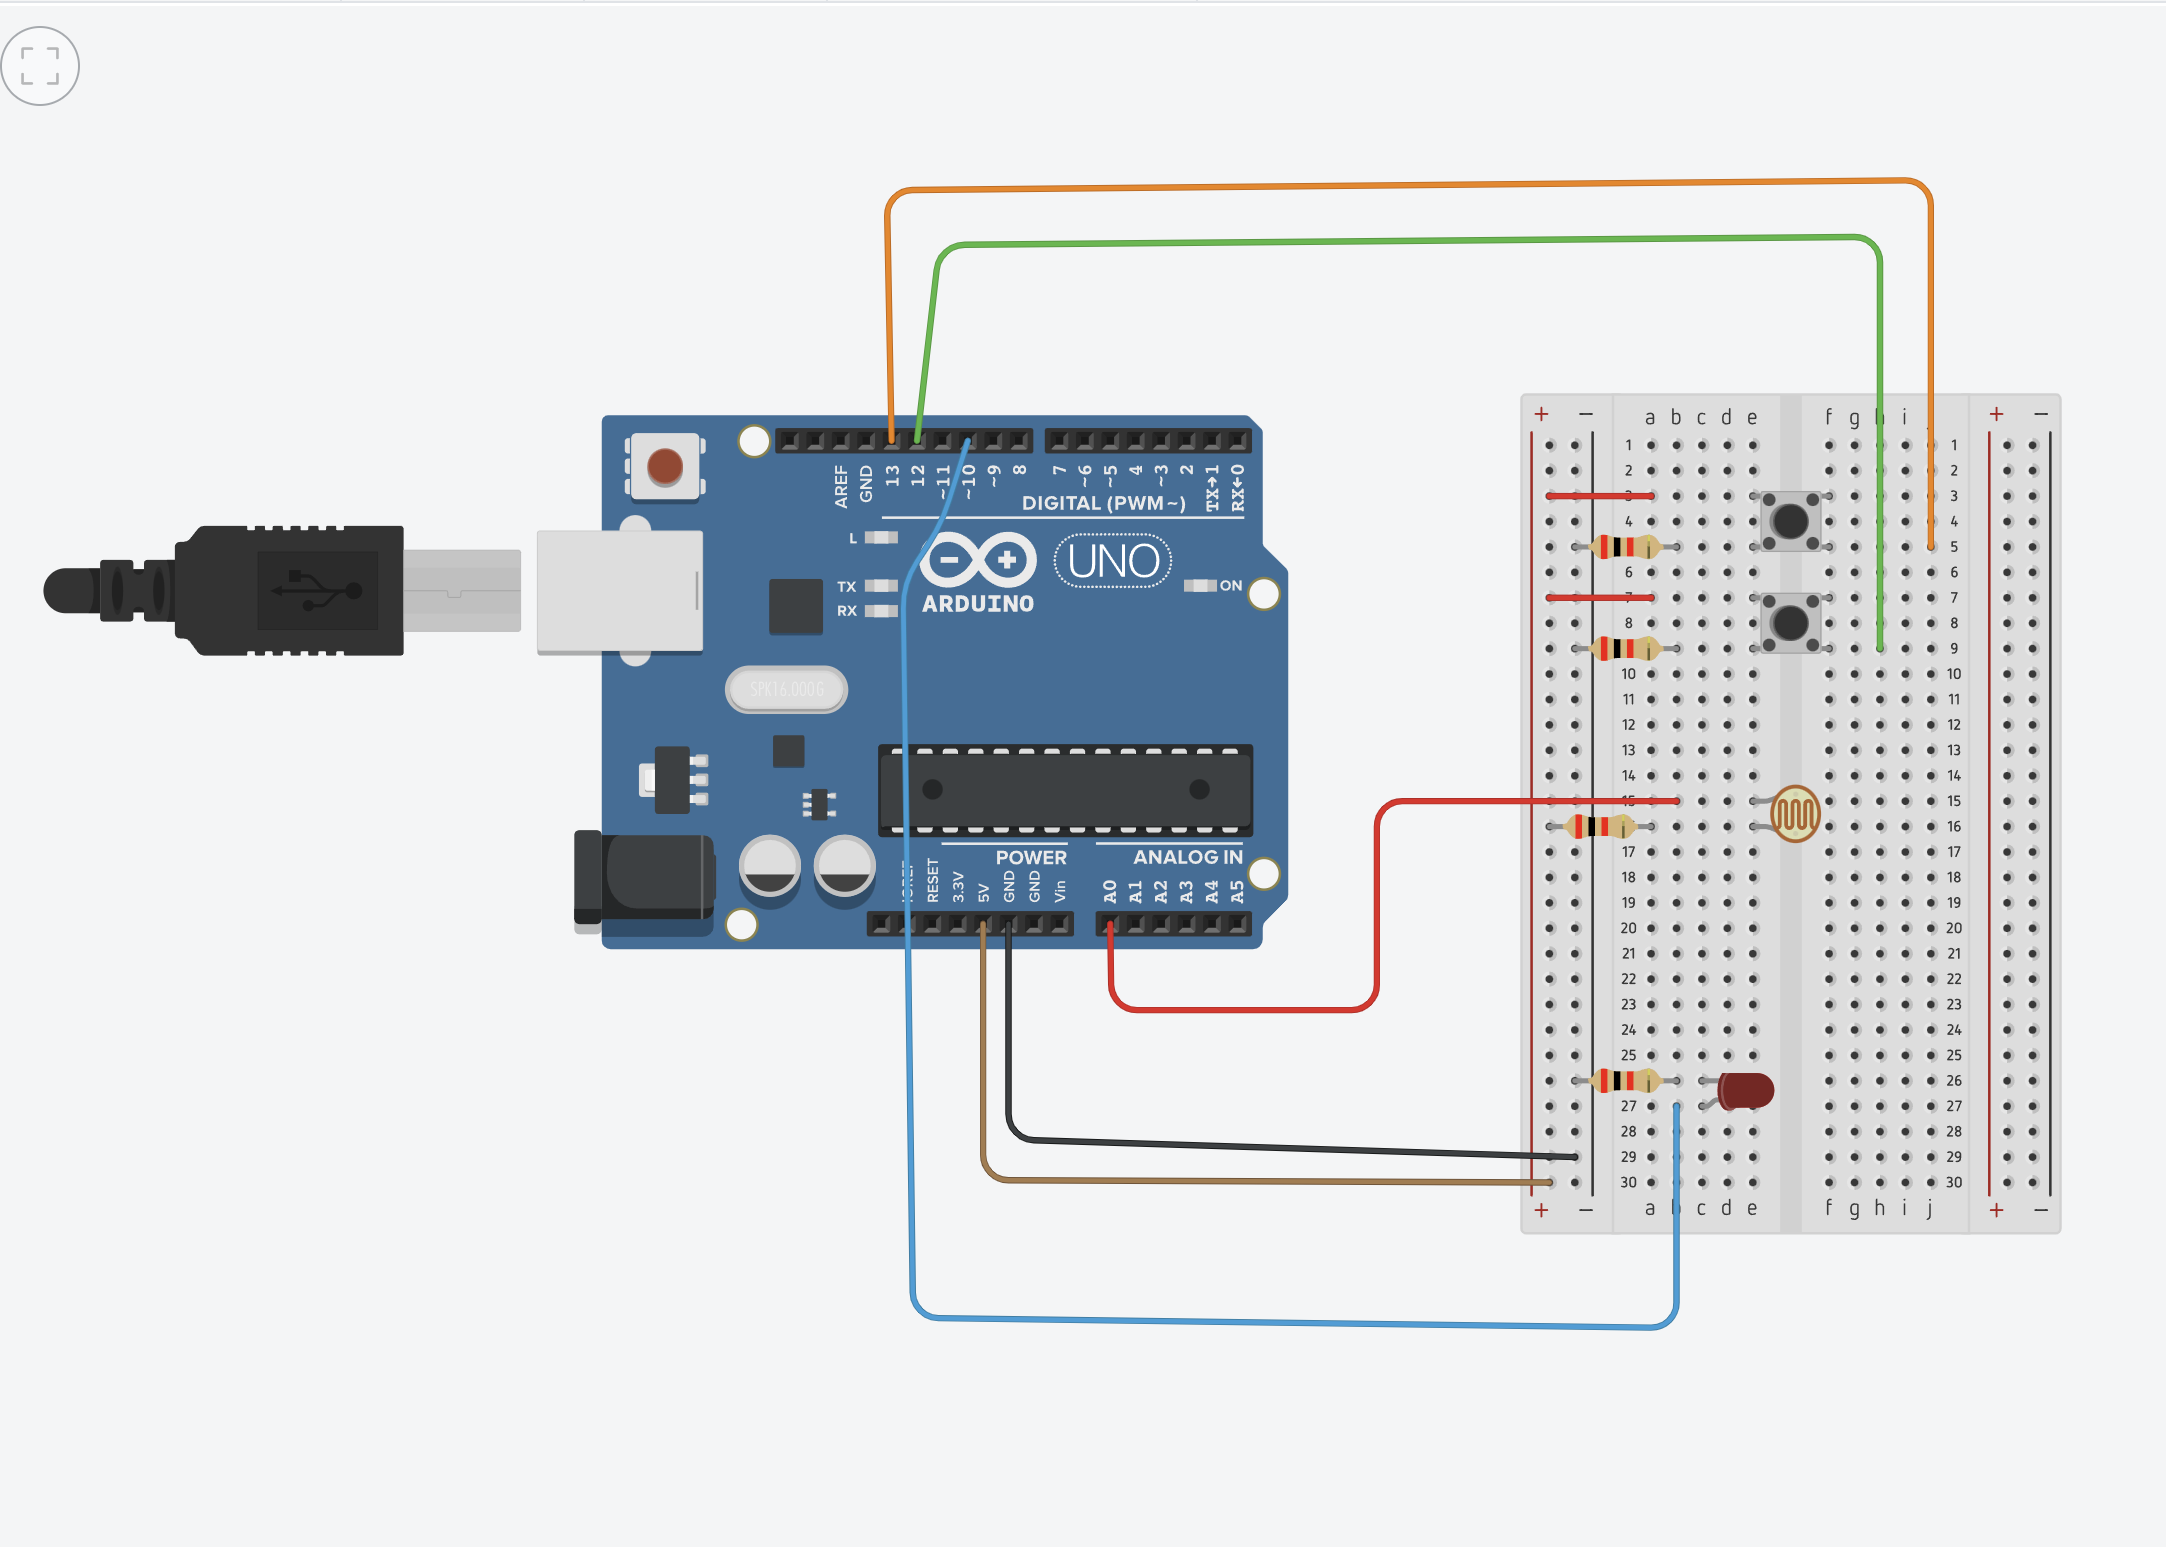 AREF GND 13 12 ~11 ~10 ~9 8 7 ~6 ~5 4 ~3 2 TX→1 RX←0
DIGITAL (PWM ~)
L
TX
RX
UNO
ON
ARDUINO
SPK16.000G
POWER
ANALOG IN
RESET 3.3V 5V GND GND Vin A0 A1 A2 A3 A4 A5
+ − a b c d e f g h i + −
1 1
2 2
3
4 4
5 5
6 6
7
8 8
9 9
10 10
11 11
12 12
13 13
14 14
15
16 16
17 17
18 18
19 19
20 20
21 21
22 22
23 23
24 24
25 25
26 26
27 27
28 28
29 29
30 30
+ − a b c d e f g h i j + −